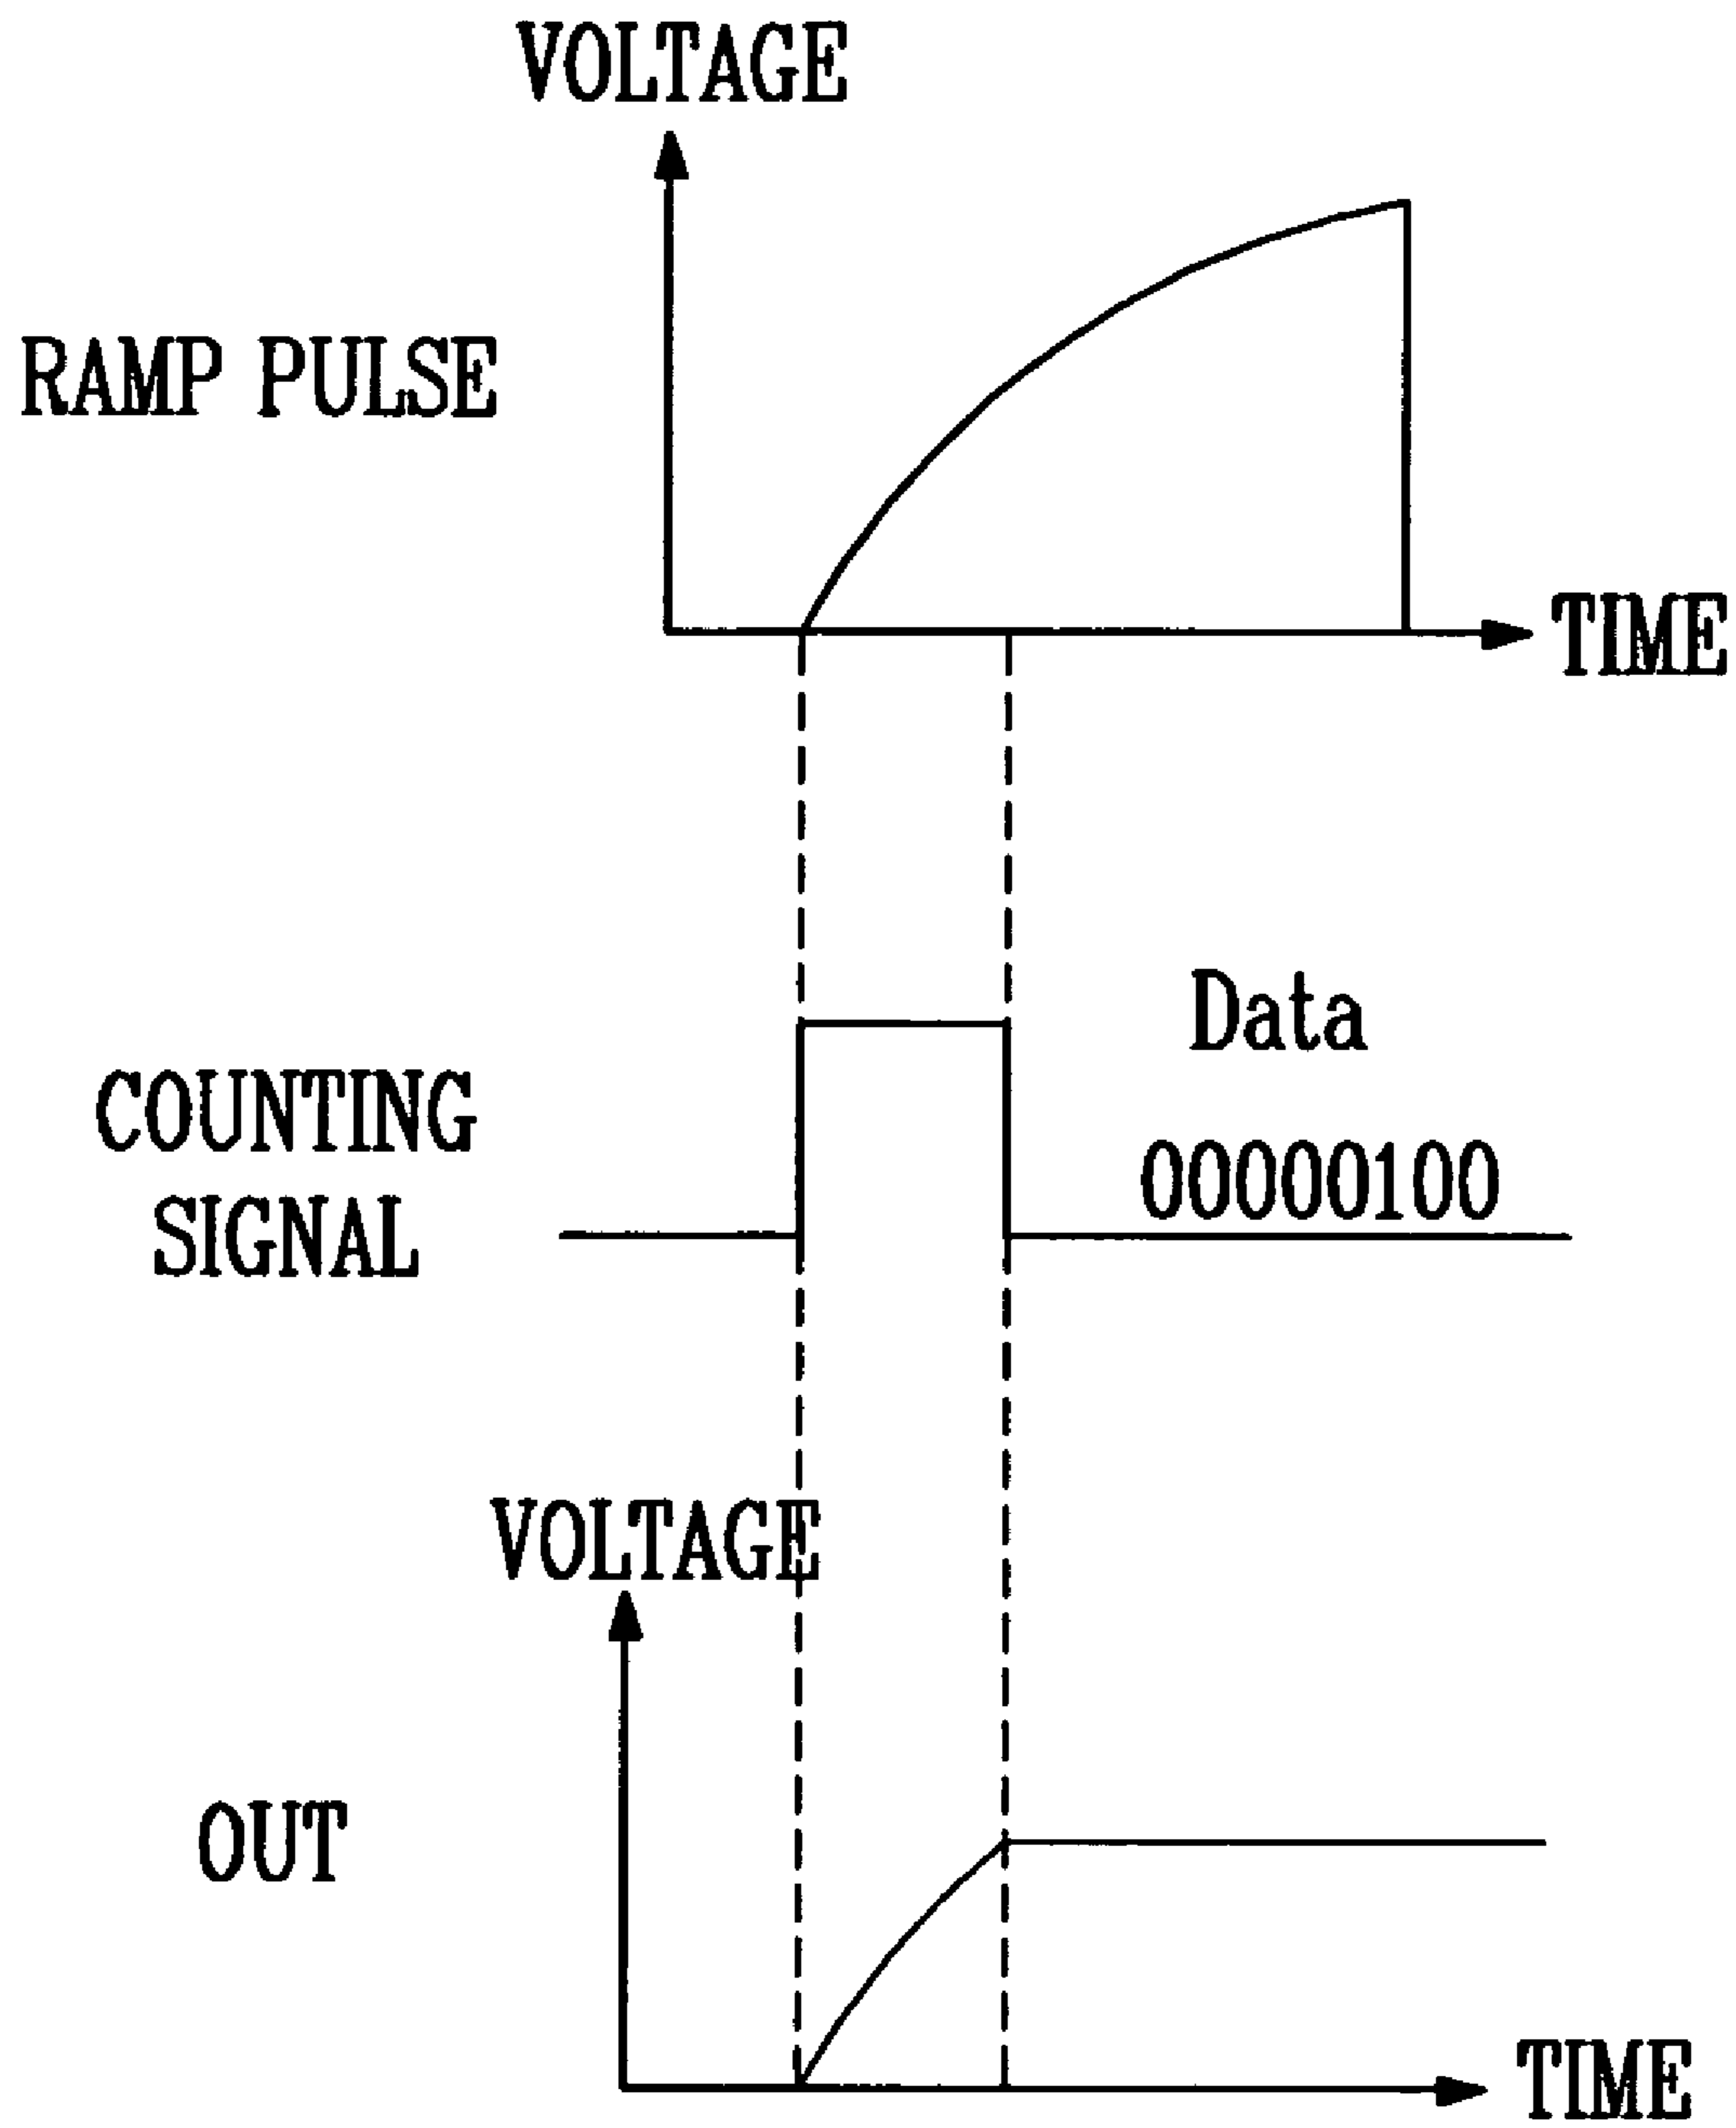 VOLTAGE
RAMP PULSE
TIME
Data
COUNTING
SIGNAL
00000100
VOLTAGE
OUT
TIME